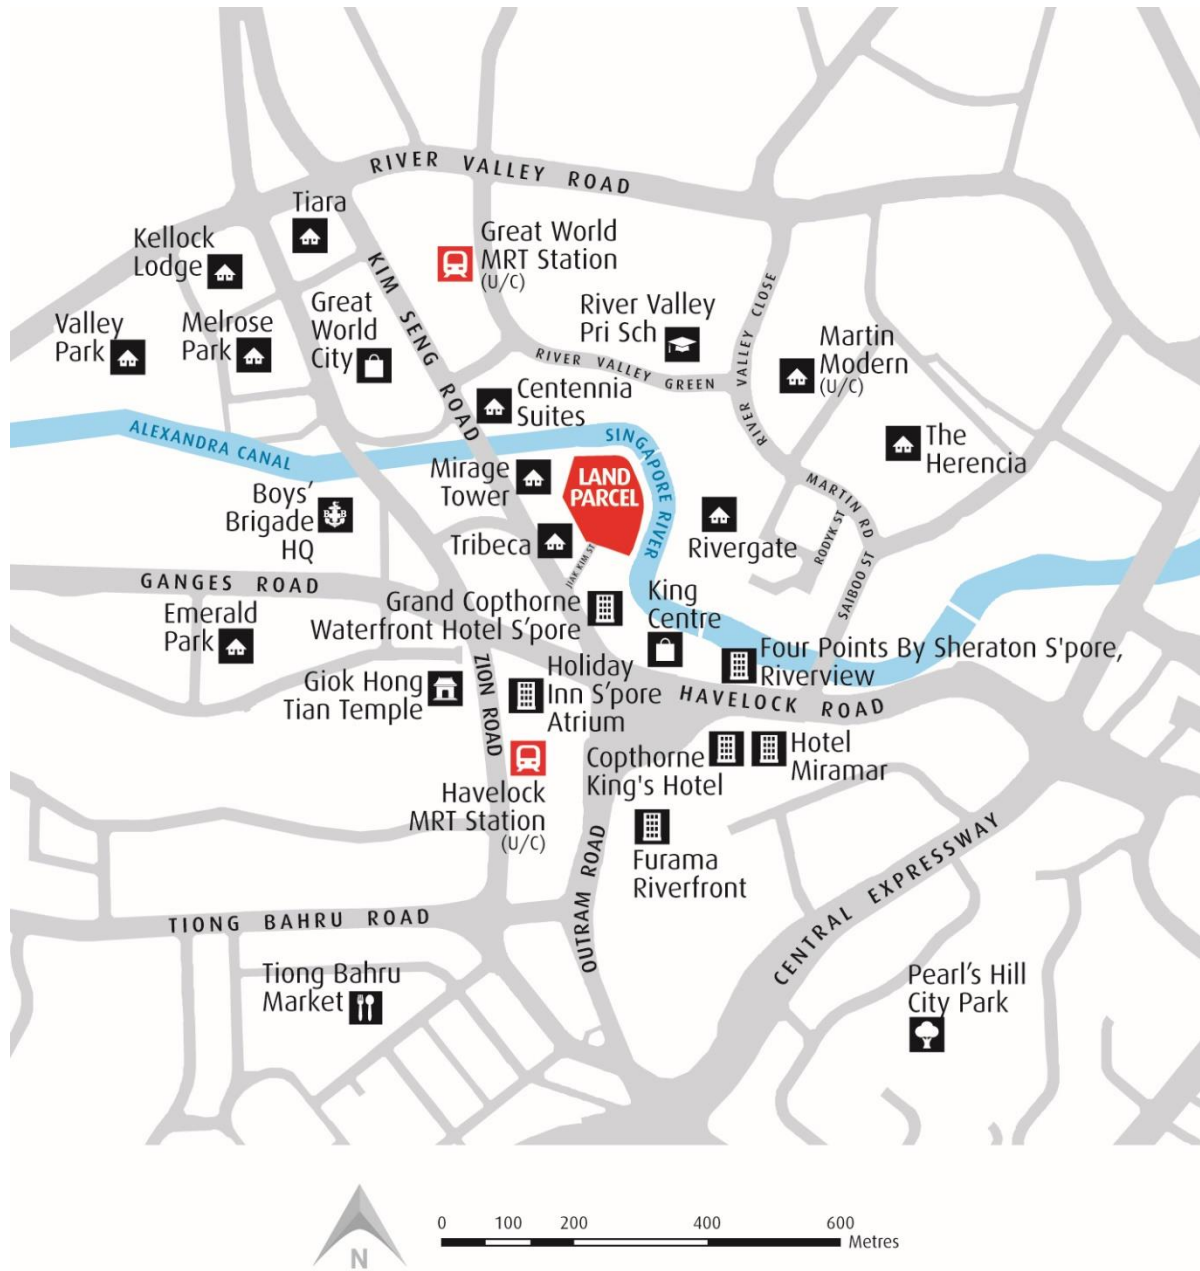 RIVER VALLEY ROAD
Tiara
Kellock
Lodge
Great World
MRT Station
(U/C)
KIM SENG ROAD
Great
World
City
River Valley
Pri Sch
RIVER VALLEY CLOSE
Valley
Park
Melrose
Park
Martin
Modern
(U/C)
RIVER VALLEY GREEN
Centennia
Suites
ALEXANDRA CANAL
SINGAPORE RIVER
The
Herencia
Mirage
Tower
LAND
PARCEL
MARTIN RD
Boys'
Brigade
HQ
B B
RODYK ST
Rivergate
Tribeca
JIAK KIM ST
SAIBOO ST
GANGES ROAD
Grand Copthorne
Waterfront Hotel S'pore
King
Centre
Emerald
Park
Four Points By Sheraton S'pore,
Riverview
ZION ROAD
Holiday
Inn S'pore
Atrium
Giok Hong
Tian Temple
HAVELOCK ROAD
Copthorne
King's Hotel
Hotel
Miramar
Havelock
MRT Station
(U/C)
Furama
Riverfront
OUTRAM ROAD
CENTRAL EXPRESSWAY
TIONG BAHRU ROAD
Tiong Bahru
Market
Pearl's Hill
City Park
N
0 100 200 400 600
Metres